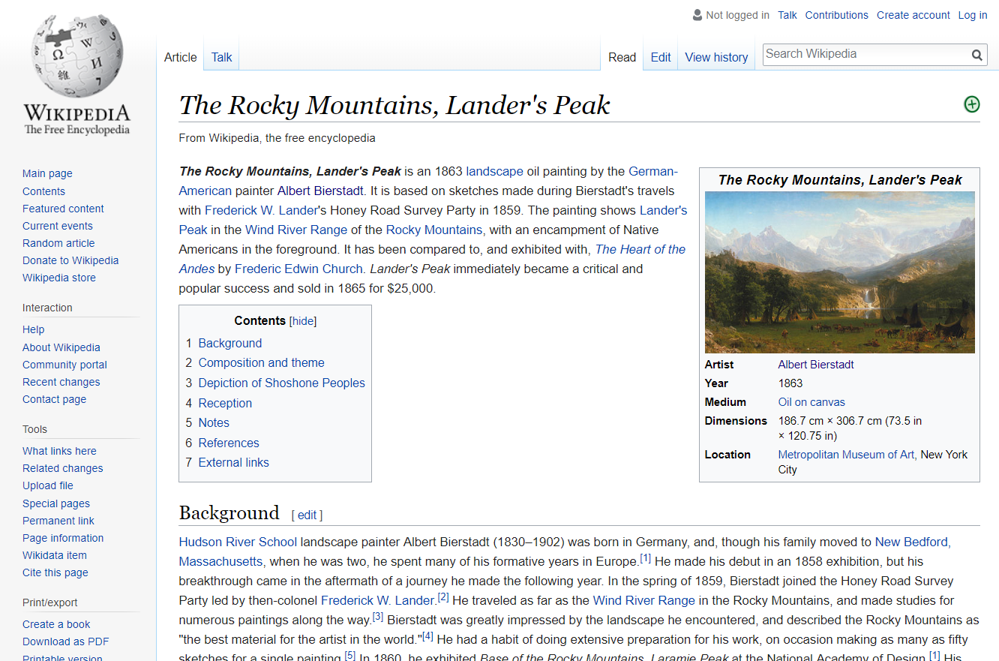 Not logged in Talk Contributions Create account Log in
Article Talk Read Edit View history Search Wikipedia
WIKIPEDIA
The Free Encyclopedia
Main page
Contents
Featured content
Current events
Random article
Donate to Wikipedia
Wikipedia store
Interaction
Help
About Wikipedia
Community portal
Recent changes
Contact page
Tools
What links here
Related changes
Upload file
Special pages
Permanent link
Page information
Wikidata item
Cite this page
Print/export
Create a book
Download as PDF
Printable version
The Rocky Mountains, Lander's Peak
From Wikipedia, the free encyclopedia
The Rocky Mountains, Lander's Peak is an 1863 landscape oil painting by the German-
American painter Albert Bierstadt. It is based on sketches made during Bierstadt's travels
with Frederick W. Lander's Honey Road Survey Party in 1859. The painting shows Lander's
Peak in the Wind River Range of the Rocky Mountains, with an encampment of Native
Americans in the foreground. It has been compared to, and exhibited with, The Heart of the
Andes by Frederic Edwin Church. Lander's Peak immediately became a critical and
popular success and sold in 1865 for $25,000.
The Rocky Mountains, Lander's Peak
Artist Albert Bierstadt
Year 1863
Medium Oil on canvas
Dimensions 186.7 cm × 306.7 cm (73.5 in
× 120.75 in)
Location Metropolitan Museum of Art, New York
City
Contents [hide]
1 Background
2 Composition and theme
3 Depiction of Shoshone Peoples
4 Reception
5 Notes
6 References
7 External links
Background [ edit ]
Hudson River School landscape painter Albert Bierstadt (1830–1902) was born in Germany, and, though his family moved to New Bedford,
Massachusetts, when he was two, he spent many of his formative years in Europe.[1] He made his debut in an 1858 exhibition, but his
breakthrough came in the aftermath of a journey he made the following year. In the spring of 1859, Bierstadt joined the Honey Road Survey
Party led by then-colonel Frederick W. Lander.[2] He traveled as far as the Wind River Range in the Rocky Mountains, and made studies for
numerous paintings along the way.[3] Bierstadt was greatly impressed by the landscape he encountered, and described the Rocky Mountains as
"the best material for the artist in the world."[4] He had a habit of doing extensive preparation for his work, on occasion making as many as fifty
sketches for a single painting.[5] In 1860, he exhibited Base of the Rocky Mountains, Laramie Peak at the National Academy of Design.[1] His